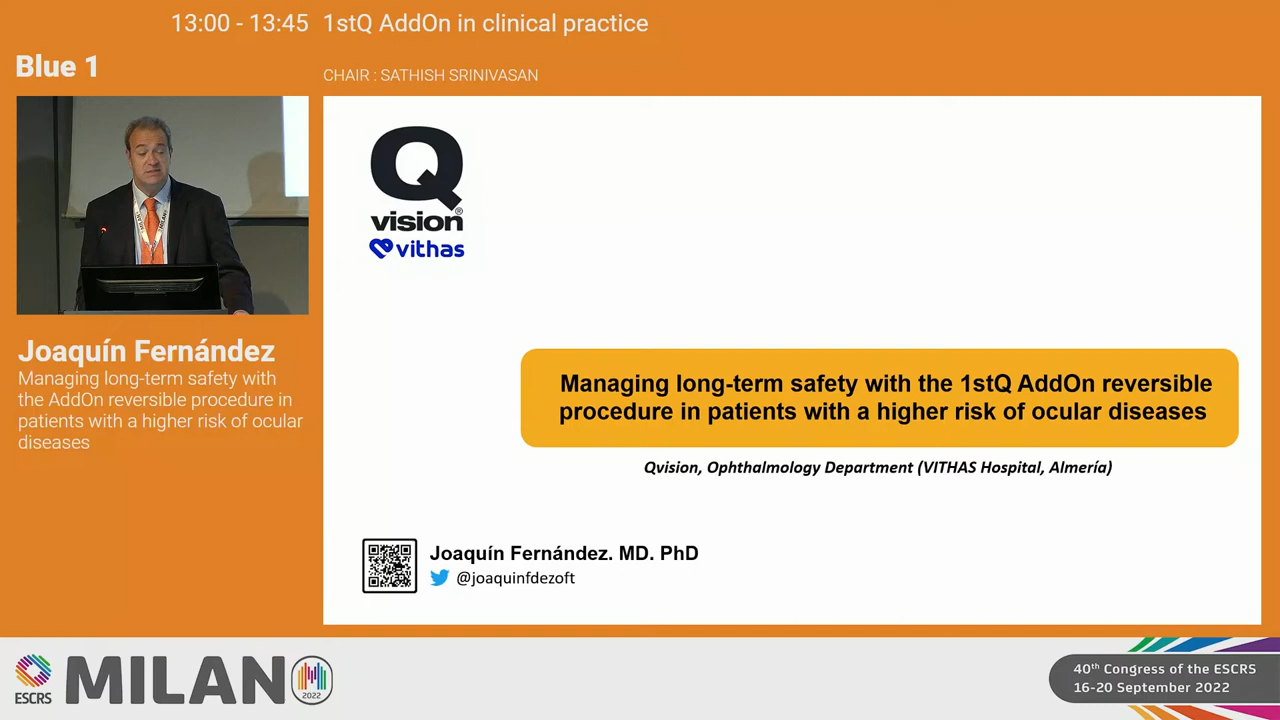 13:00 - 13:45 1stQ AddOn in clinical practice
Blue 1
CHAIR : SATHISH SRINIVASAN
Q
vision®
vithas
Joaquín Fernández
Managing long-term safety with
the AddOn reversible procedure in
patients with a higher risk of ocular
diseases
Managing long-term safety with the 1stQ AddOn reversible
procedure in patients with a higher risk of ocular diseases
Qvision, Ophthalmology Department (VITHAS Hospital, Almería)
Joaquín Fernández. MD. PhD
@joaquinfdezoft
ESCRS
MILANO
2022
40th Congress of the ESCRS
16-20 September 2022